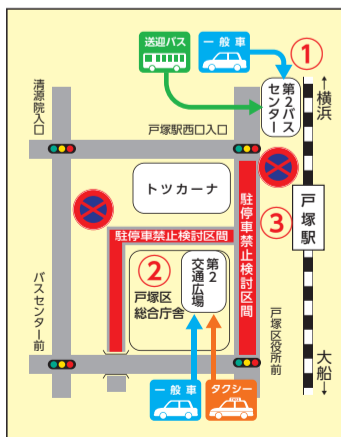 送迎バス
一般車
①
清源院入口
第2バス
センター
←横浜
戸塚駅西口入口
トツカーナ
駐停車禁止検討区間
③
戸塚駅
駐停車禁止検討区間
②
戸塚区
総合庁舎
第2
交通広場
バスセンター前
戸塚区役所前
大船→
一般車
タクシー